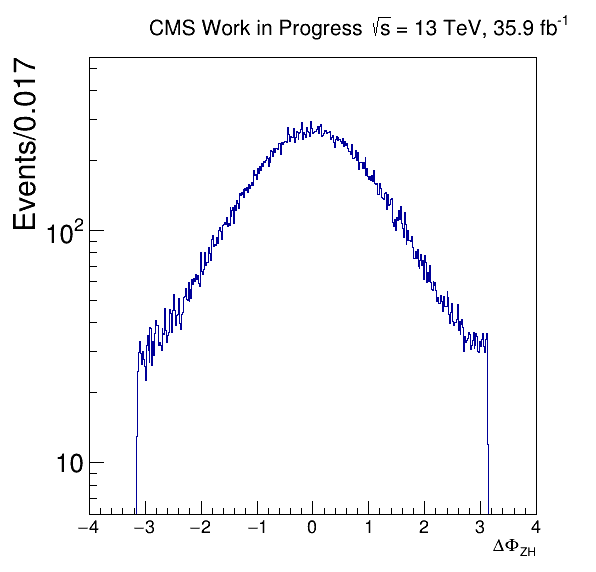 CMS Work in Progress √s = 13 TeV, 35.9 fb⁻¹
Events/0.017
10²
10
−4 −3 −2 −1 0 1 2 3 4
ΔΦ_ZH